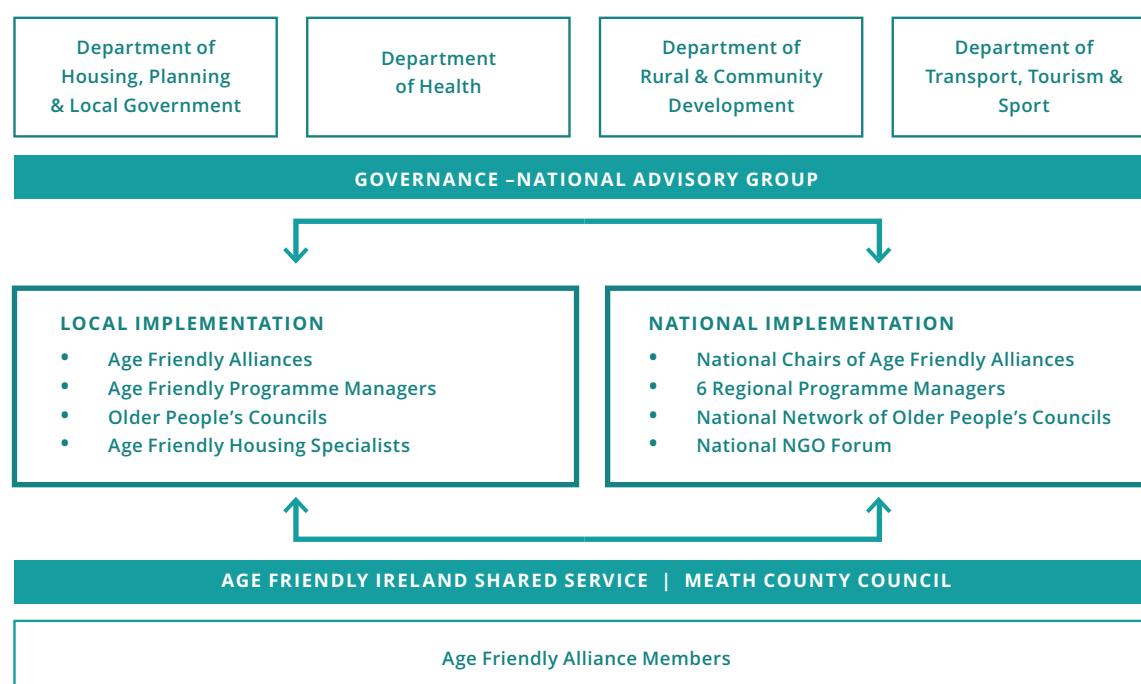 Department of
Housing, Planning
& Local Government
Department
of Health
Department of
Rural & Community
Development
Department of
Transport, Tourism &
Sport
GOVERNANCE –NATIONAL ADVISORY GROUP
LOCAL IMPLEMENTATION
• Age Friendly Alliances
• Age Friendly Programme Managers
• Older People’s Councils
• Age Friendly Housing Specialists
NATIONAL IMPLEMENTATION
• National Chairs of Age Friendly Alliances
• 6 Regional Programme Managers
• National Network of Older People’s Councils
• National NGO Forum
AGE FRIENDLY IRELAND SHARED SERVICE | MEATH COUNTY COUNCIL
Age Friendly Alliance Members